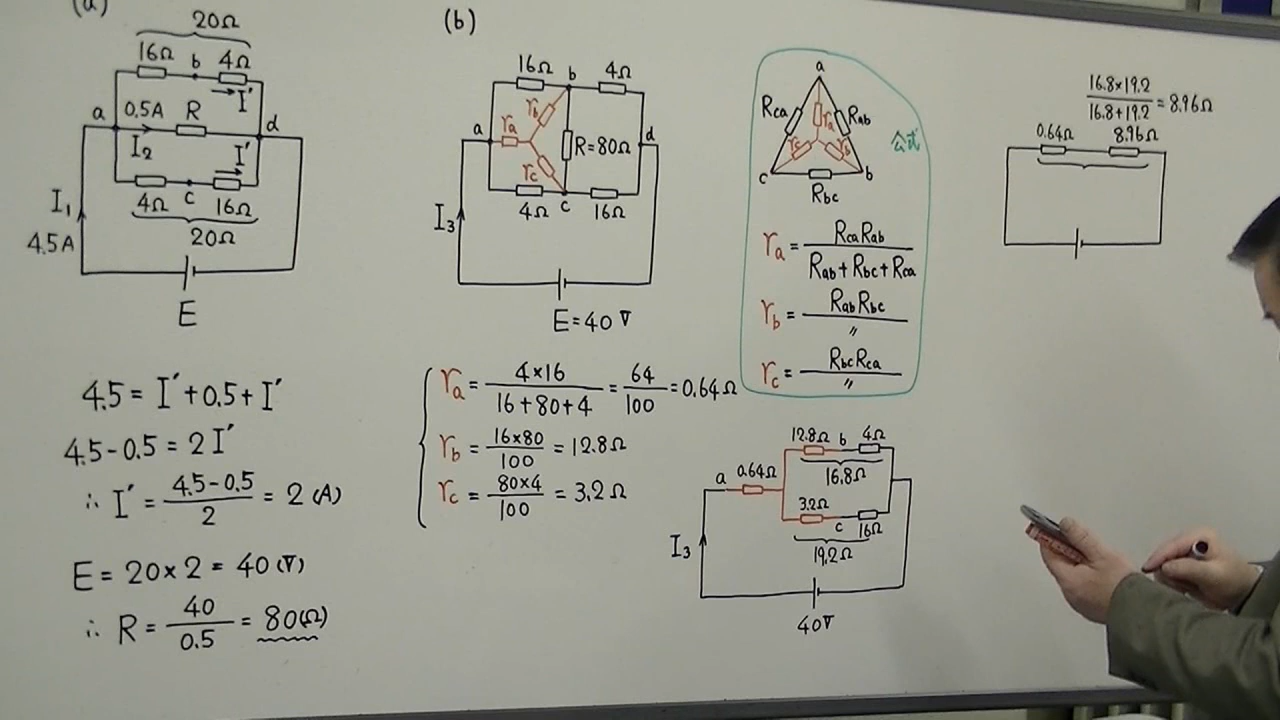 (a)
20Ω
16Ω b 4Ω
I′
a 0.5A R d
I₂ I′
4Ω c 16Ω
20Ω
I₁
4.5A
E
4.5 = I′ + 0.5 + I′
4.5 - 0.5 = 2I′
∴ I′ = (4.5 - 0.5)/2 = 2 (A)
E = 20 × 2 = 40 (V)
∴ R = 40/0.5 = 80 (Ω)
(b)
16Ω b 4Ω
rb
a ra R = 80Ω d
rc
4Ω c 16Ω
I₃
E = 40 V
ra = (4×16)/(16+80+4) = 64/100 = 0.64Ω
rb = (16×80)/100 = 12.8Ω
rc = (80×4)/100 = 3.2Ω
a
Rca ra Rab
rc rb
c Rbc b
公式
ra = RcaRab/(Rab + Rbc + Rca)
rb = RabRbc/〃
rc = RbcRca/〃
12.8Ω b 4Ω
a 0.64Ω 16.8Ω
3.2Ω c 16Ω
19.2Ω
I₃
40V
(16.8×19.2)/(16.8+19.2) = 8.96Ω
0.64Ω 8.96Ω